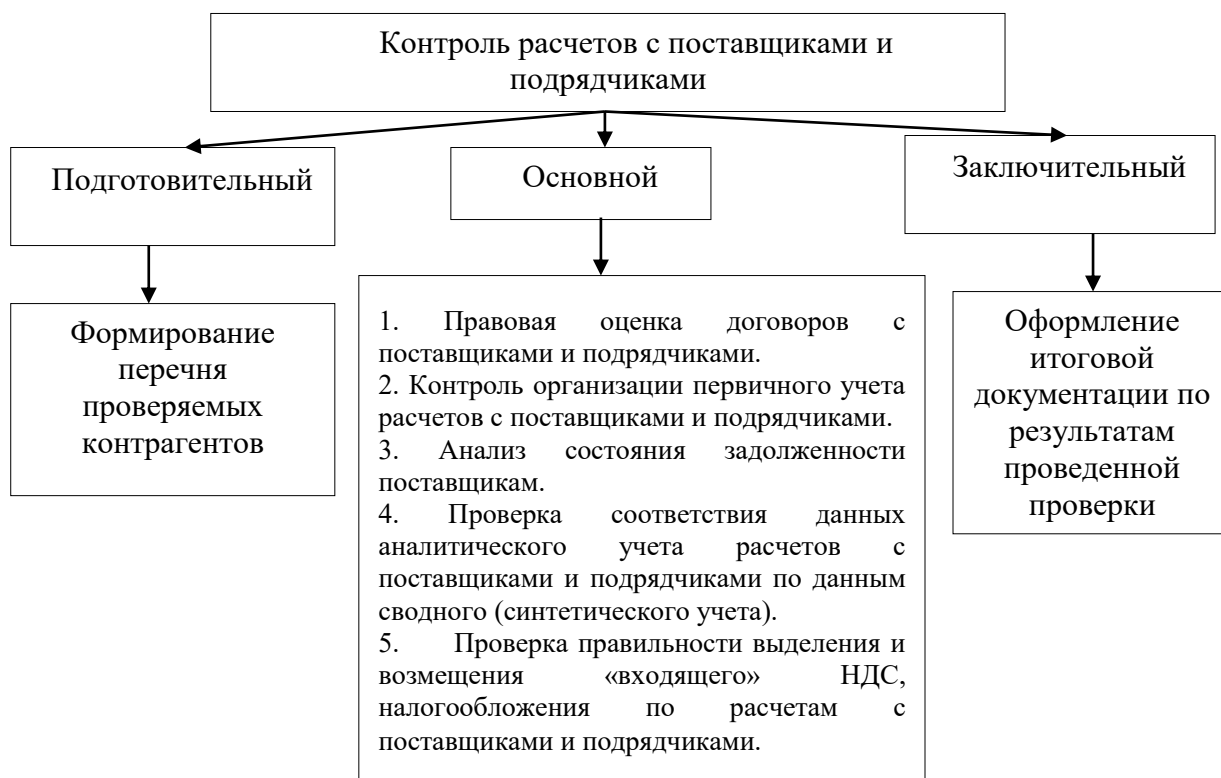 Контроль расчетов с поставщиками и
подрядчиками
Подготовительный
Основной
Заключительный
Формирование
перечня
проверяемых
контрагентов
1. Правовая оценка договоров с
поставщиками и подрядчиками.
2. Контроль организации первичного учета
расчетов с поставщиками и подрядчиками.
3. Анализ состояния задолженности
поставщикам.
4. Проверка соответствия данных
аналитического учета расчетов с
поставщиками и подрядчиками по данным
сводного (синтетического учета).
5. Проверка правильности выделения и
возмещения «входящего» НДС,
налогообложения по расчетам с
поставщиками и подрядчиками.
Оформление
итоговой
документации по
результатам
проведенной
проверки